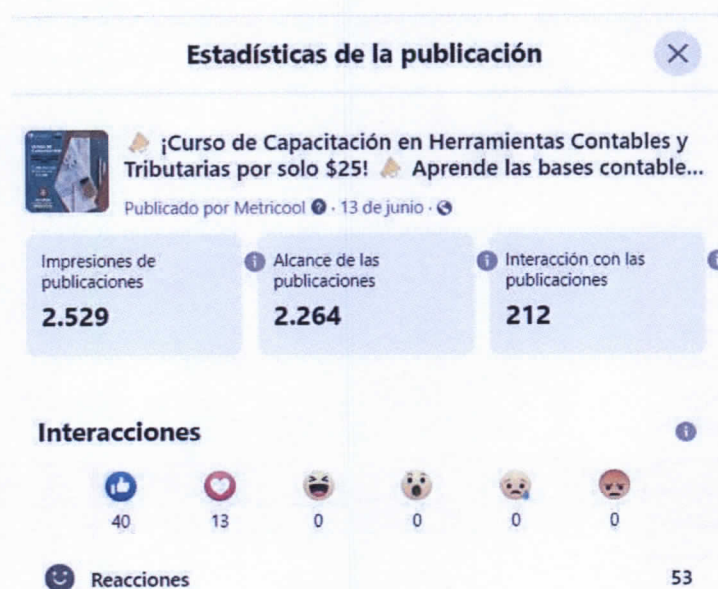 Estadísticas de la publicación
¡Curso de Capacitación en Herramientas Contables y
Tributarias por solo $25! Aprende las bases contable...
Publicado por Metricool · 13 de junio ·
Impresiones de
publicaciones
2.529
Alcance de las
publicaciones
2.264
Interacción con las
publicaciones
212
Interacciones
40 13 0 0 0 0
Reacciones 53